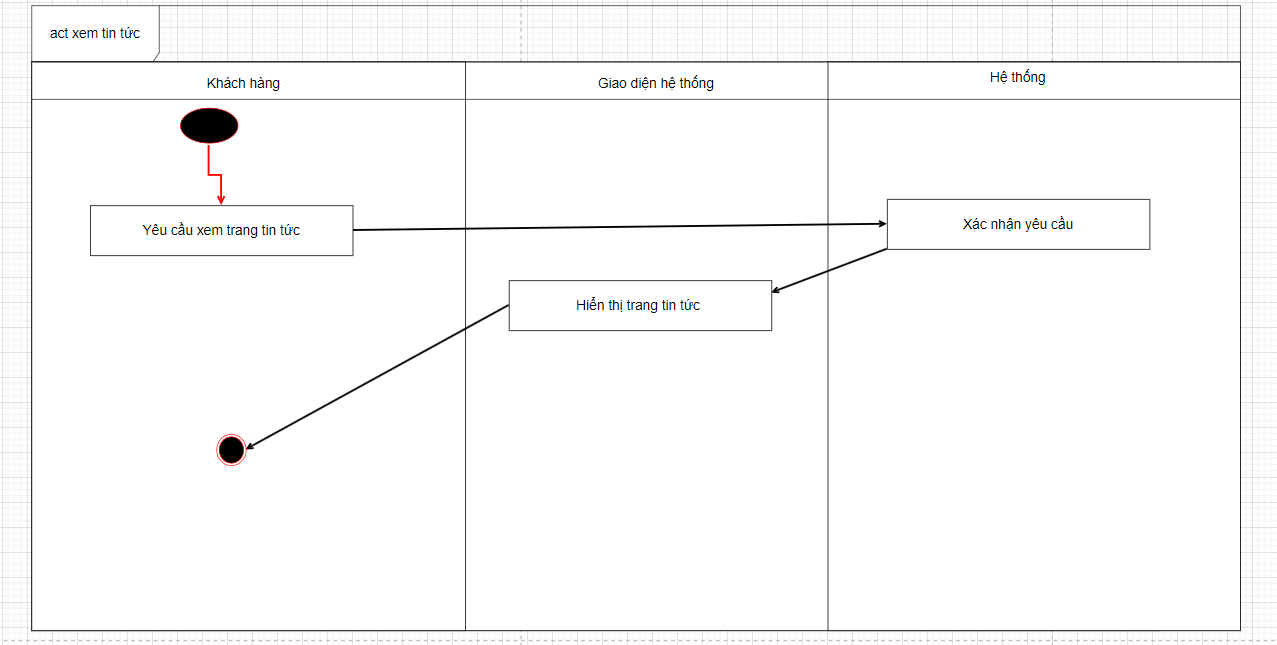 act xem tin tức
Khách hàng
Giao diện hệ thống
Hệ thống
Yêu cầu xem trang tin tức
Xác nhận yêu cầu
Hiển thị trang tin tức